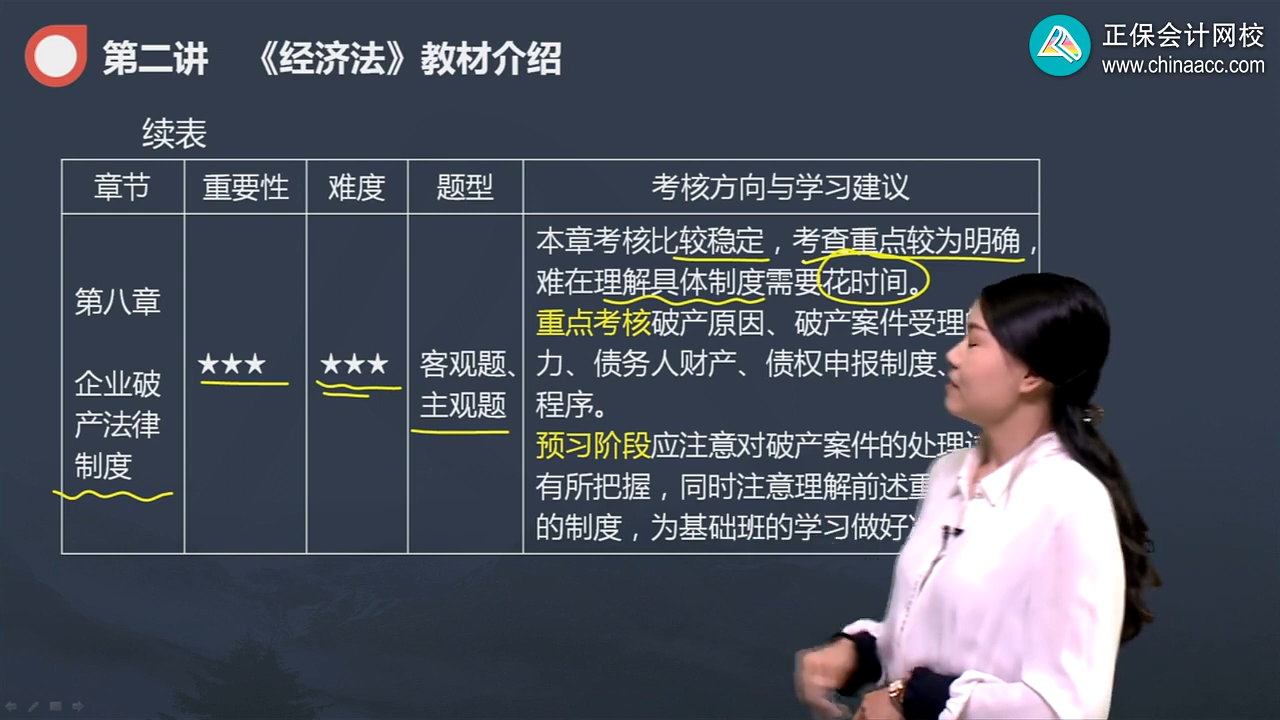 第二讲 《经济法》教材介绍
正保会计网校
www.chinaacc.com
续表
章节 重要性 难度 题型 考核方向与学习建议
第八章
企业破
产法律
制度
★★★
★★★
客观题、
主观题
本章考核比较稳定，考查重点较为明确，
难在理解具体制度需要花时间。
重点考核破产原因、破产案件受理
力、债务人财产、债权申报制度、
程序。
预习阶段应注意对破产案件的处理
有所把握，同时注意理解前述重
的制度，为基础班的学习做好